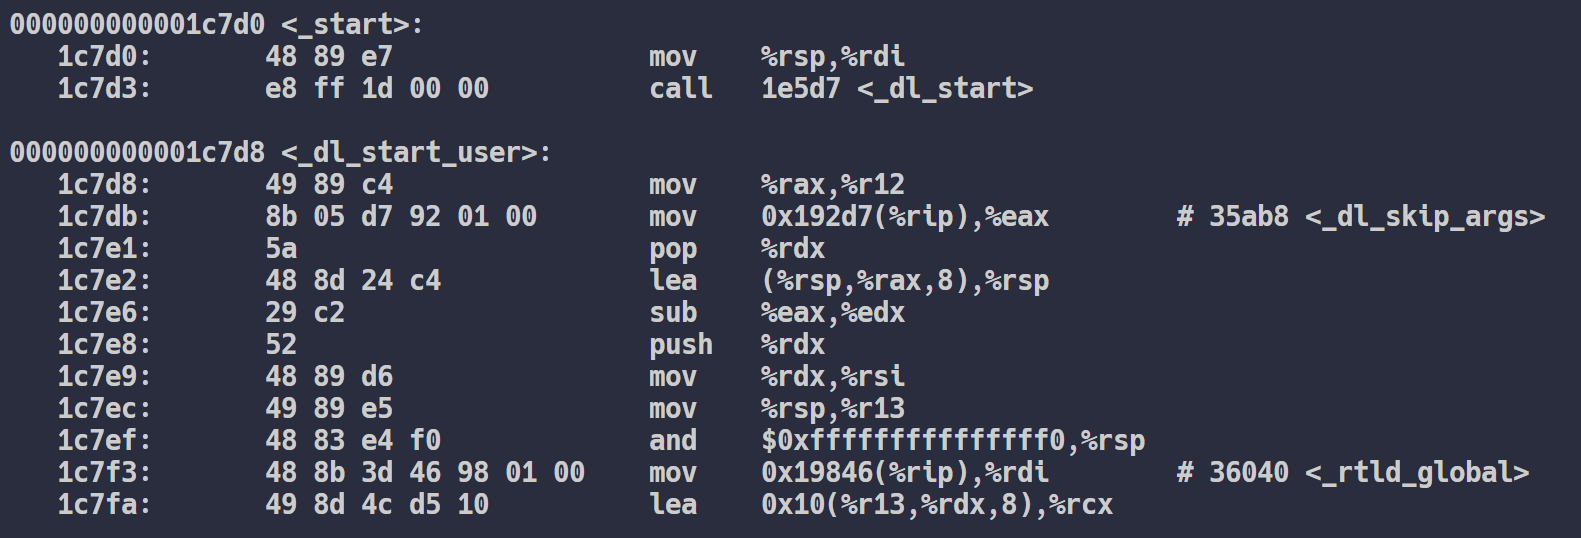 000000000001c7d0 <_start>:
   1c7d0:       48 89 e7                mov    %rsp,%rdi
   1c7d3:       e8 ff 1d 00 00          call   1e5d7 <_dl_start>

000000000001c7d8 <_dl_start_user>:
   1c7d8:       49 89 c4                mov    %rax,%r12
   1c7db:       8b 05 d7 92 01 00       mov    0x192d7(%rip),%eax        # 35ab8 <_dl_skip_args>
   1c7e1:       5a                      pop    %rdx
   1c7e2:       48 8d 24 c4             lea    (%rsp,%rax,8),%rsp
   1c7e6:       29 c2                   sub    %eax,%edx
   1c7e8:       52                      push   %rdx
   1c7e9:       48 89 d6                mov    %rdx,%rsi
   1c7ec:       49 89 e5                mov    %rsp,%r13
   1c7ef:       48 83 e4 f0             and    $0xfffffffffffffff0,%rsp
   1c7f3:       48 8b 3d 46 98 01 00    mov    0x19846(%rip),%rdi        # 36040 <_rtld_global>
   1c7fa:       49 8d 4c d5 10          lea    0x10(%r13,%rdx,8),%rcx